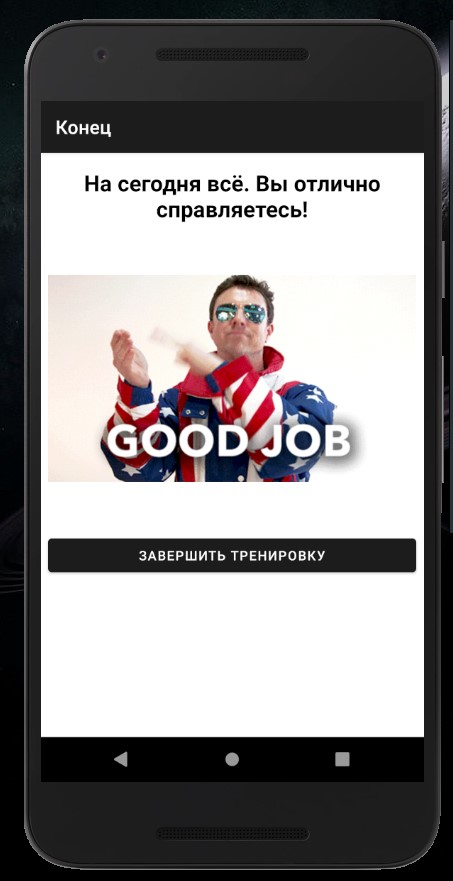 Конец
На сегодня всё. Вы отлично
справляетесь!
GOOD JOB
ЗАВЕРШИТЬ ТРЕНИРОВКУ